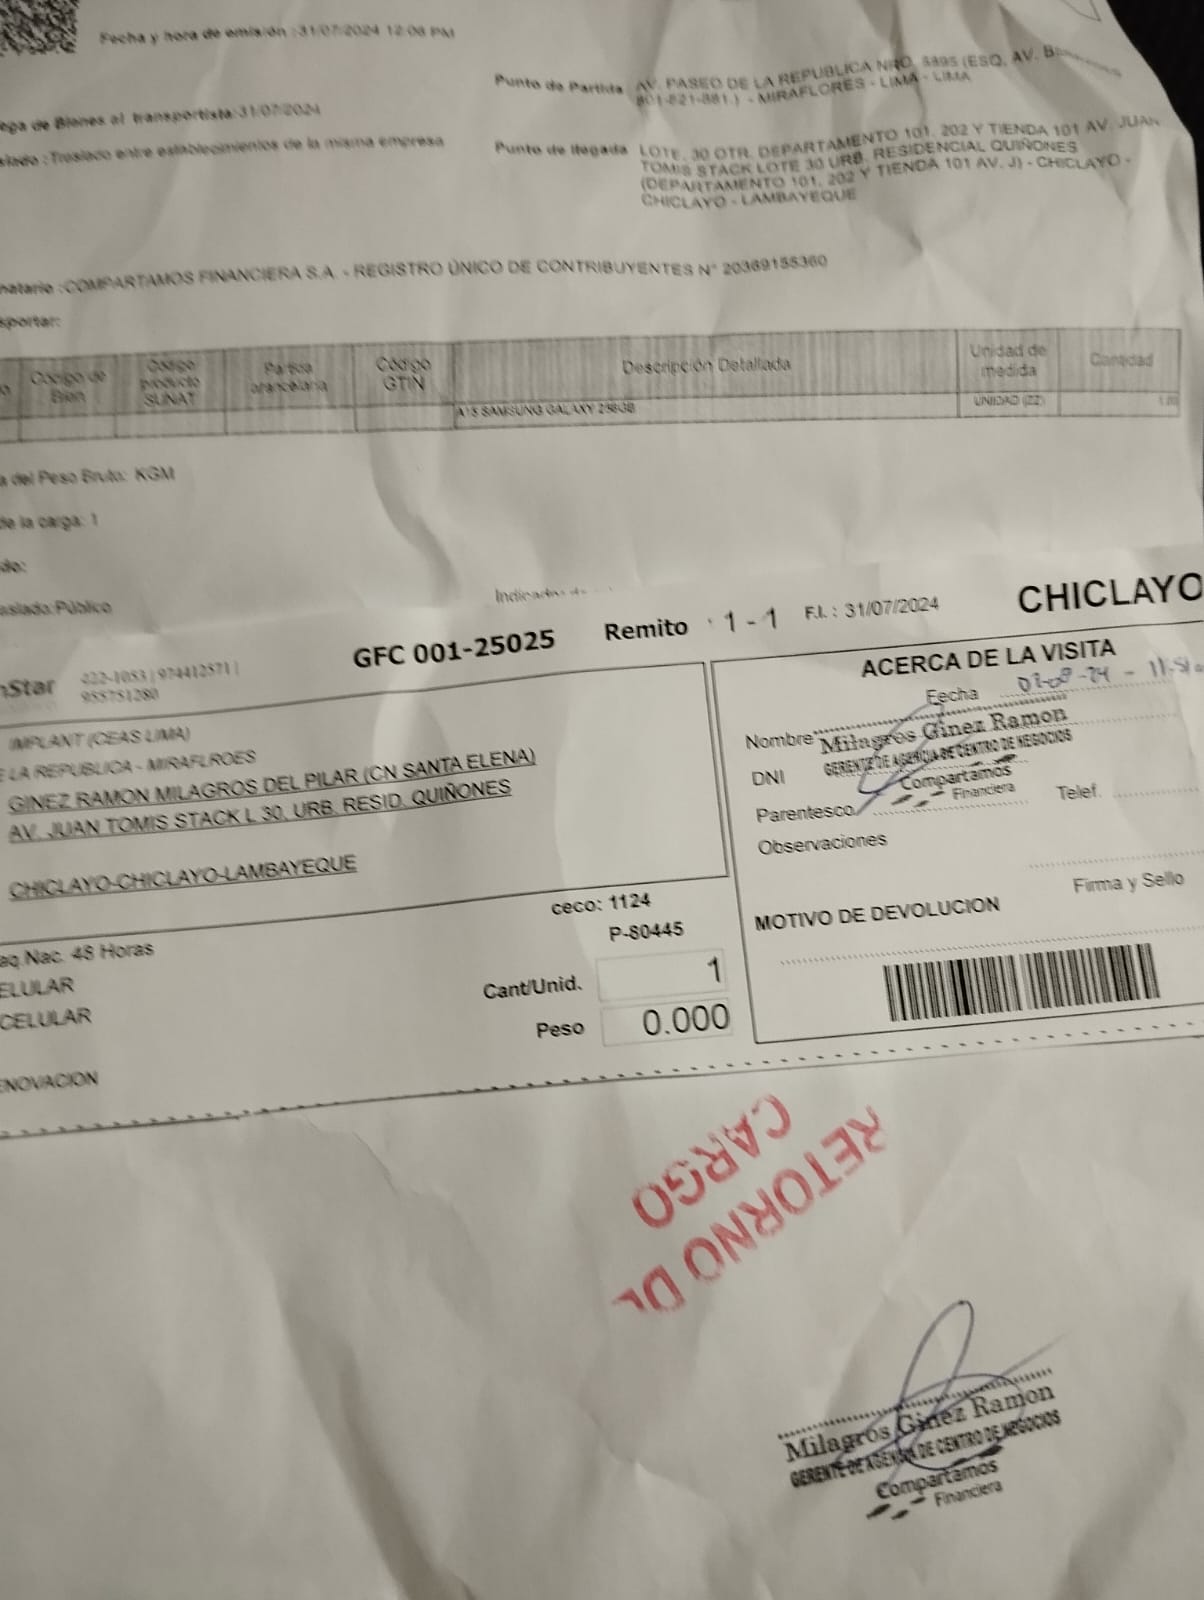 Fecha y hora de emisión :31/07/2024 12:06 PM
Punto de Partida AV. PASEO DE LA REPUBLICA NRO. 5895 (ESQ. AV.
801-821-881.) - MIRAFLORES - LIMA - LIMA
ega de Bienes al transportista:31/07/2024
slado :Traslado entre establecimientos de la misma empresa
Punto de llegada LOTE. 30 OTR. DEPARTAMENTO 101, 202 Y TIENDA 101 AV. JUAN
TOMIS STACK LOTE 30 URB. RESIDENCIAL QUIÑONES
(DEPARTAMENTO 101, 202 Y TIENDA 101 AV. J) - CHICLAYO -
CHICLAYO - LAMBAYEQUE
natario :COMPARTAMOS FINANCIERA S.A. - REGISTRO ÚNICO DE CONTRIBUYENTES N° 20369155360
sportar:
o Código de Bien Código producto SUNAT Partida arancelaria Código GTIN Descripción Detallada Unidad de medida Cantidad
A15 SAMSUNG GALAXY 256GB UNIDAD (ZZ)
a del Peso Bruto: KGM
de la carga: 1
do:
aslado:Público
nStar 422-1053 | 974412571 |
955751280
GFC 001-25025 Remito 1 - 1 F.I. : 31/07/2024 CHICLAYO
IMPLANT (CEAS LIMA)
E LA REPUBLICA - MIRAFLROES
GINEZ RAMON MILAGROS DEL PILAR (CN SANTA ELENA)
AV. JUAN TOMIS STACK L 30. URB. RESID. QUIÑONES
CHICLAYO-CHICLAYO-LAMBAYEQUE
ACERCA DE LA VISITA
Fecha
Nombre Milagros Ginez Ramon
GERENTE DE AGENCIA DE CENTRO DE NEGOCIOS
DNI
Compartamos
Financiera
Parentesco Telef.
Observaciones
Firma y Sello
MOTIVO DE DEVOLUCION
ceco: 1124
P-80445
aq Nac. 48 Horas
ELULAR
CELULAR
Cant/Unid. 1
Peso 0.000
ENOVACION
RETORNO DE
CARGO
Milagros Ginez Ramon
GERENTE DE AGENCIA DE CENTRO DE NEGOCIOS
Compartamos
Financiera